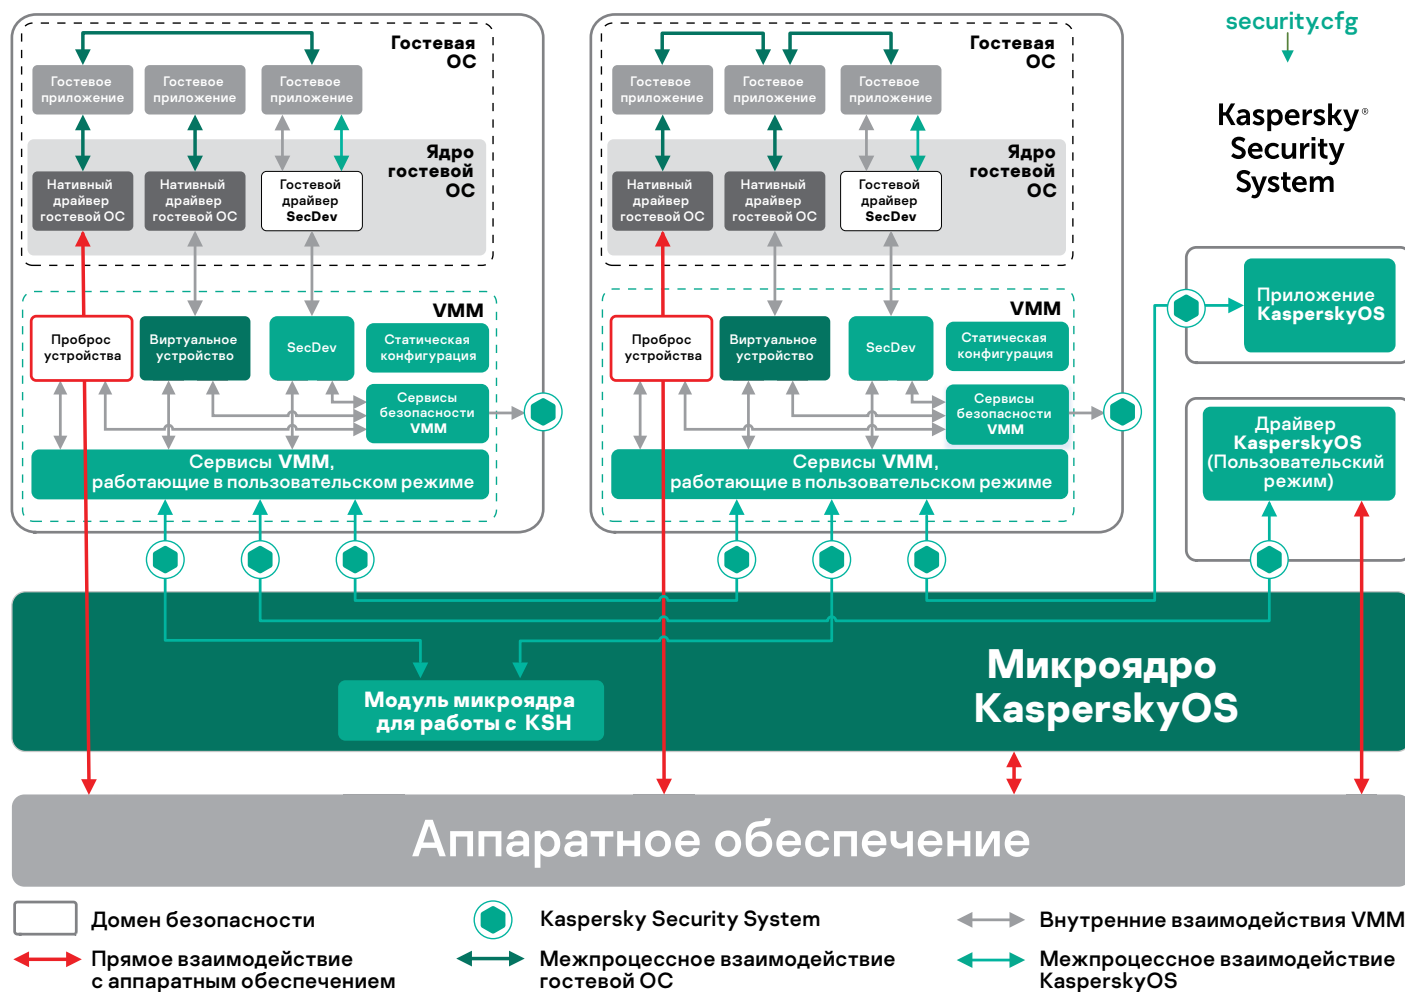 Гостевая
ОС
Гостевое
приложение
Гостевое
приложение
Гостевое
приложение
Ядро
гостевой
ОС
Нативный
драйвер
гостевой ОС
Нативный
драйвер
гостевой ОС
Гостевой
драйвер
SecDev
VMM
Проброс
устройства
Виртуальное
устройство
SecDev
Статическая
конфигурация
Сервисы
безопасности
VMM
Сервисы VMM,
работающие в пользовательском режиме
Гостевая
ОС
Гостевое
приложение
Гостевое
приложение
Гостевое
приложение
Ядро
гостевой
ОС
Нативный
драйвер
гостевой ОС
Нативный
драйвер
гостевой ОС
Гостевой
драйвер
SecDev
VMM
Проброс
устройства
Виртуальное
устройство
SecDev
Статическая
конфигурация
Сервисы
безопасности
VMM
Сервисы VMM,
работающие в пользовательском режиме
security.cfg
Kaspersky®
Security
System
Приложение
KasperskyOS
Драйвер
KasperskyOS
(Пользовательский
режим)
Микроядро
KasperskyOS
Модуль микроядра
для работы с KSH
Аппаратное обеспечение
Домен безопасности
Kaspersky Security System
Внутренние взаимодействия VMM
Прямое взаимодействие
с аппаратным обеспечением
Межпроцессное взаимодействие
гостевой ОС
Межпроцессное взаимодействие
KasperskyOS